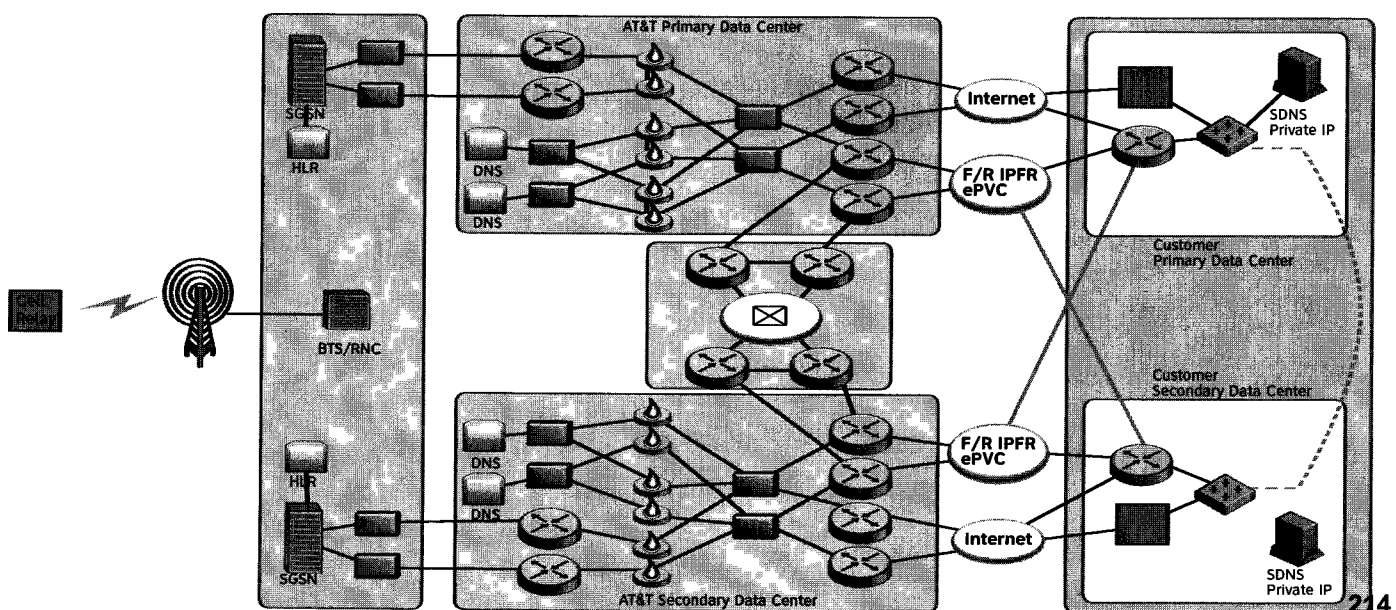 AT&T Primary Data Center
SGSN
HLR
DNS
DNS
Internet
F/R IPFR
ePVC
SDNS
Private IP
Customer
Primary Data Center
Cell
Relay
BTS/RNC
Customer
Secondary Data Center
HLR
SGSN
DNS
DNS
F/R IPFR
ePVC
Internet
SDNS
Private IP
AT&T Secondary Data Center
214